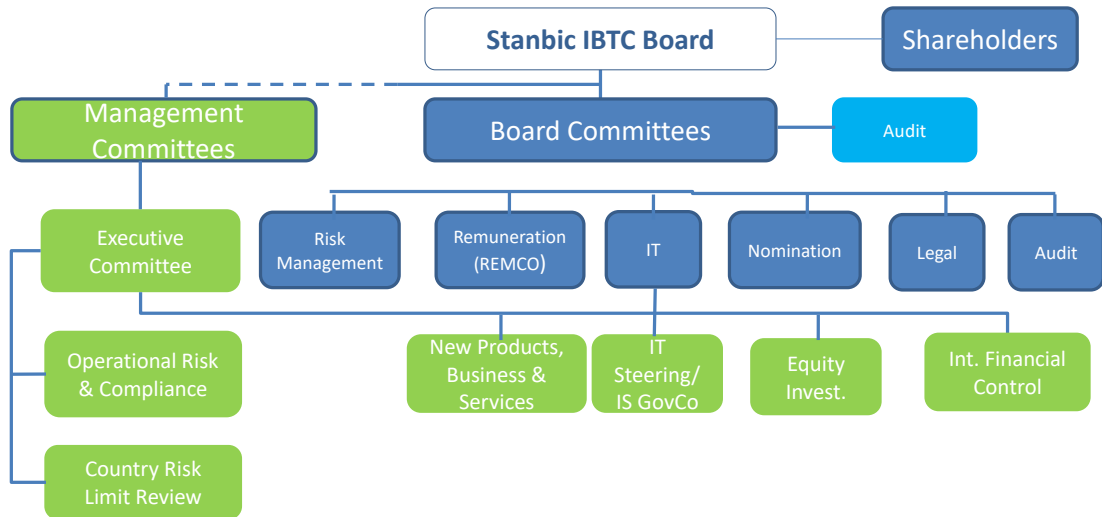 Stanbic IBTC Board
Shareholders
Management
Committees
Board Committees
Audit
Executive
Committee
Risk
Management
Remuneration
(REMCO)
IT
Nomination
Legal
Audit
Operational Risk
& Compliance
New Products,
Business &
Services
IT
Steering/
IS GovCo
Equity
Invest.
Int. Financial
Control
Country Risk
Limit Review